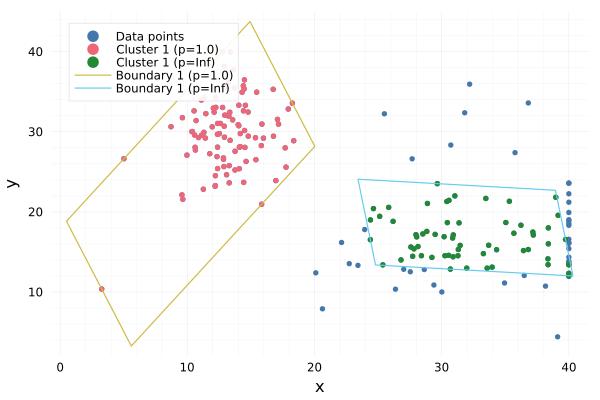 Data points
Cluster 1 (p=1.0)
Cluster 1 (p=Inf)
Boundary 1 (p=1.0)
Boundary 1 (p=Inf)
40
30
20
10
y
0
10
20
30
40
x